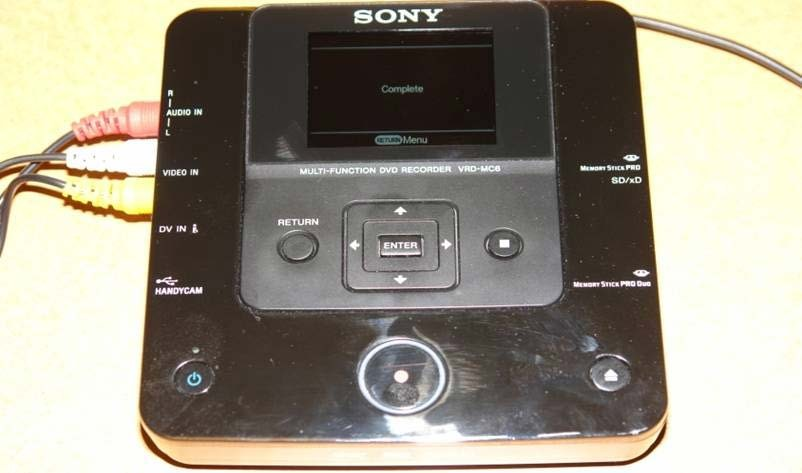 SONY
Complete
RETURN Menu
MULTI-FUNCTION DVD RECORDER VRD-MC6
R
AUDIO IN
L
VIDEO IN
DV IN
HANDYCAM
RETURN
ENTER
MEMORY STICK PRO
SD/xD
MEMORY STICK PRO DUO